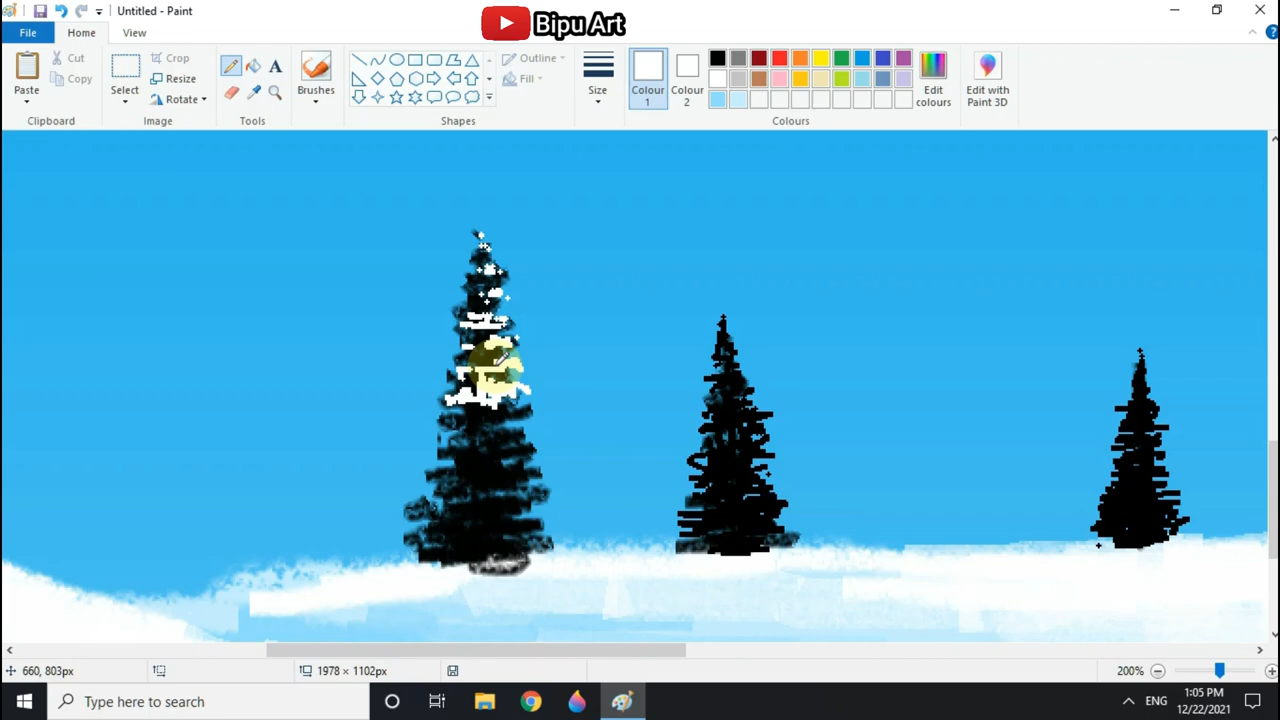 Untitled - Paint
Bipu Art
File
Home
View
Paste
Cut
Copy
Clipboard
Select
Crop
Resize
Rotate
Image
A
Tools
Brushes
Outline
Fill
Shapes
Size
Colour
1
Colour
2
Edit
colours
Colours
Edit with
Paint 3D
660, 803px
1978 × 1102px
200%
Type here to search
ENG
1:05 PM
12/22/2021